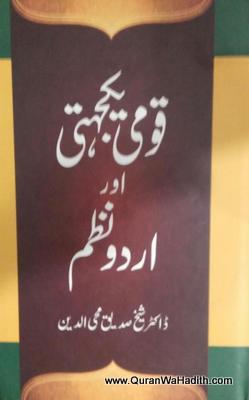 قومی یکجہتی
اور
اردو نظم
ڈاکٹر شیخ صدیق محی الدین
www.QuranWaHadith.com